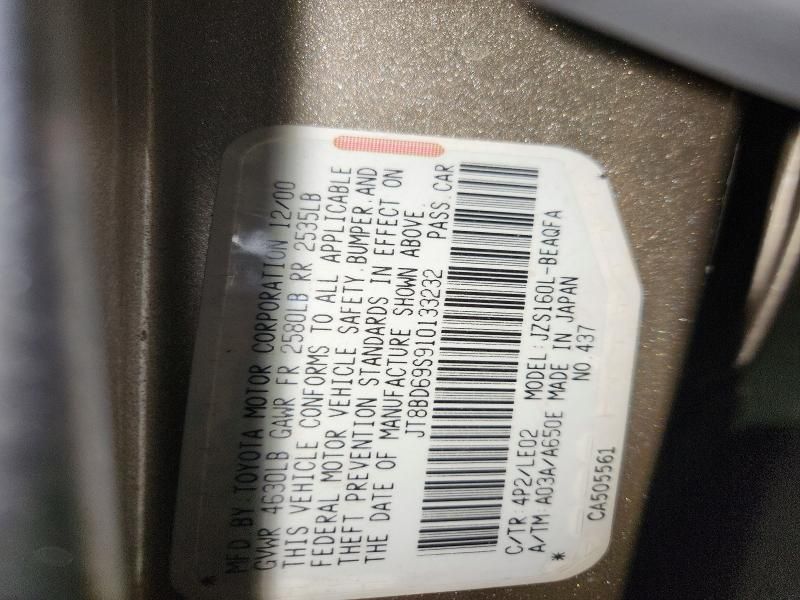 MFD BY: TOYOTA MOTOR CORPORATION 12/00
GVWR 4630LB GAWR FR 2580LB RR 2535LB
THIS VEHICLE CONFORMS TO ALL APPLICABLE
FEDERAL MOTOR VEHICLE SAFETY, BUMPER, AND
THEFT PREVENTION STANDARDS IN EFFECT ON
THE DATE OF MANUFACTURE SHOWN ABOVE.
JT8BD69S910133232 PASS. CAR
C/TR: 4P2/LE02 MODEL: JZS160L-BEAQFA
A/TM: A03A/A650E MADE IN JAPAN
* NO. 437
CA505561